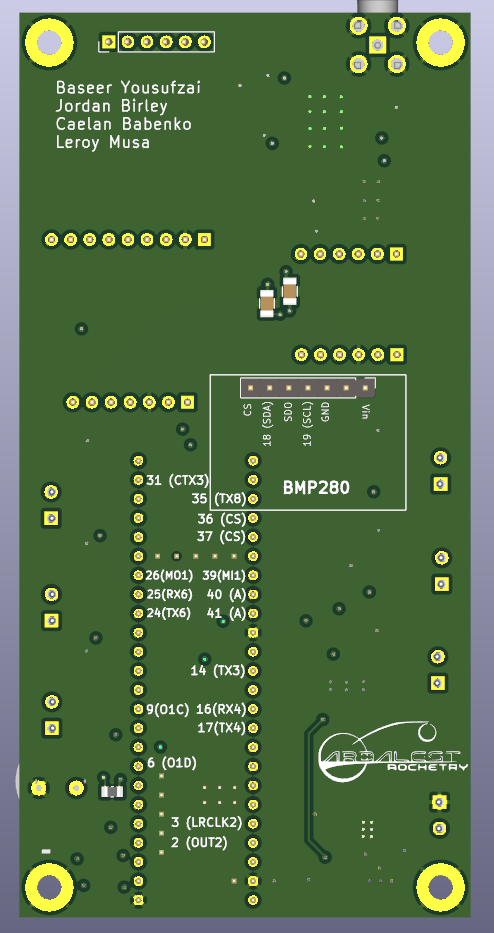 Baseer Yousufzai
Jordan Birley
Caelan Babenko
Leroy Musa
CS
18 (SDA)
SDO
19 (SCL)
GND
Vin
BMP280
31 (CTX3)
35 (TX8)
36 (CS)
37 (CS)
26(MO1) 39(MI1)
25(RX6) 40 (A)
24(TX6) 41 (A)
14 (TX3)
9(O1C) 16(RX4)
17(TX4)
6 (O1D)
ROCKETRY
3 (LRCLK2)
2 (OUT2)